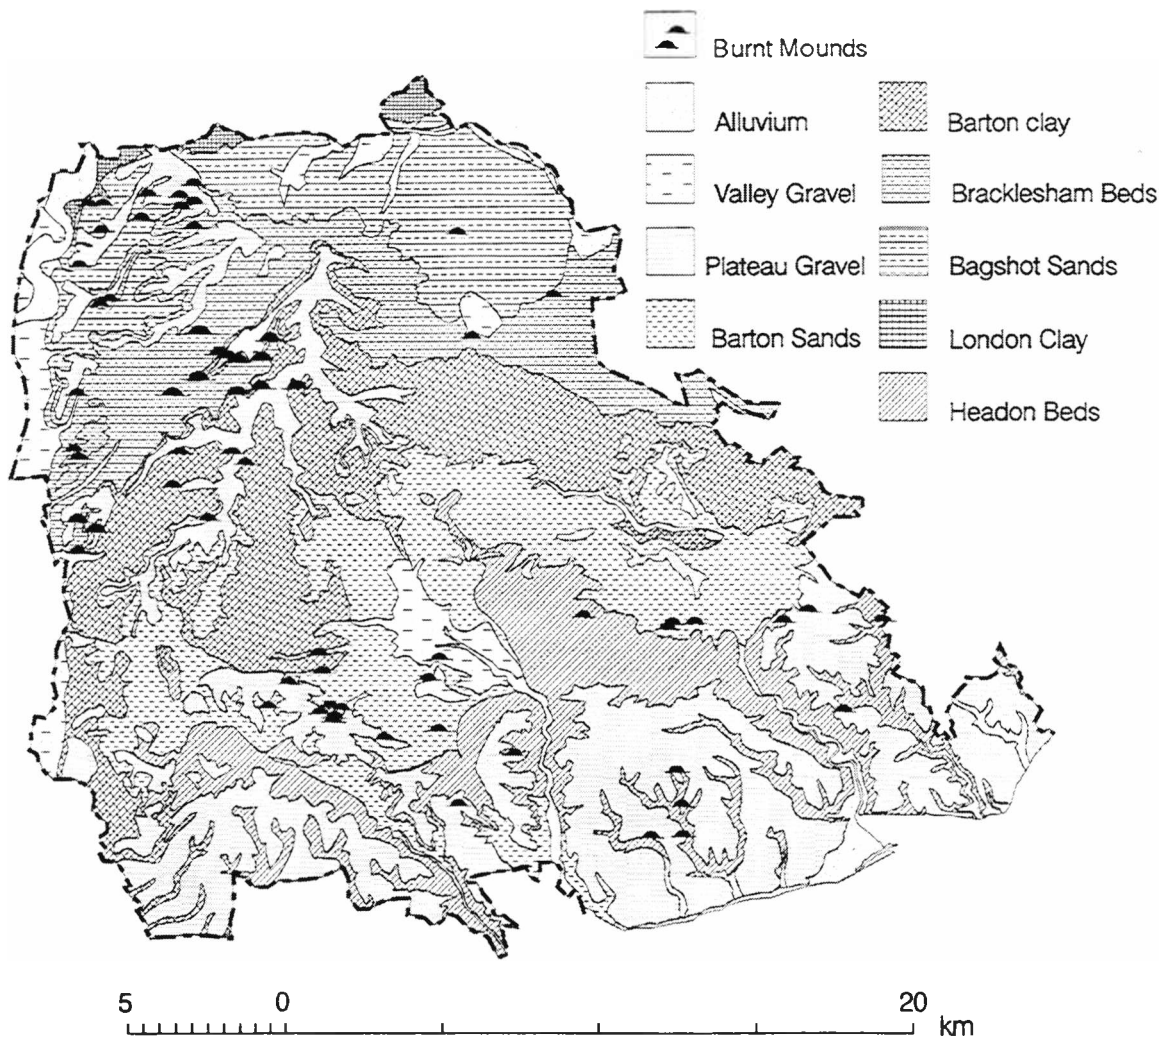 Burnt Mounds
Alluvium
Barton clay
Valley Gravel
Bracklesham Beds
Plateau Gravel
Bagshot Sands
Barton Sands
London Clay
Headon Beds
5 0 20
km